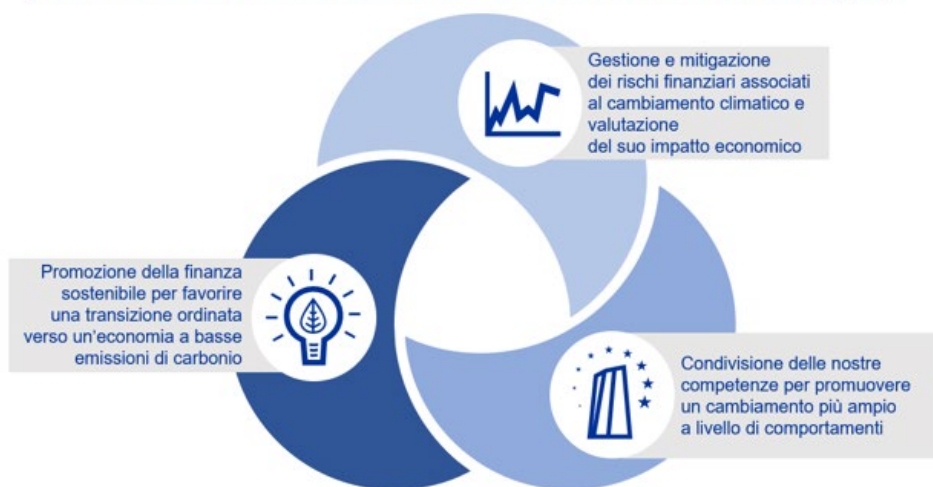 Gestione e mitigazione
dei rischi finanziari associati
al cambiamento climatico e
valutazione
del suo impatto economico
Promozione della finanza
sostenibile per favorire
una transizione ordinata
verso un'economia a basse
emissioni di carbonio
Condivisione delle nostre
competenze per promuovere
un cambiamento più ampio
a livello di comportamenti